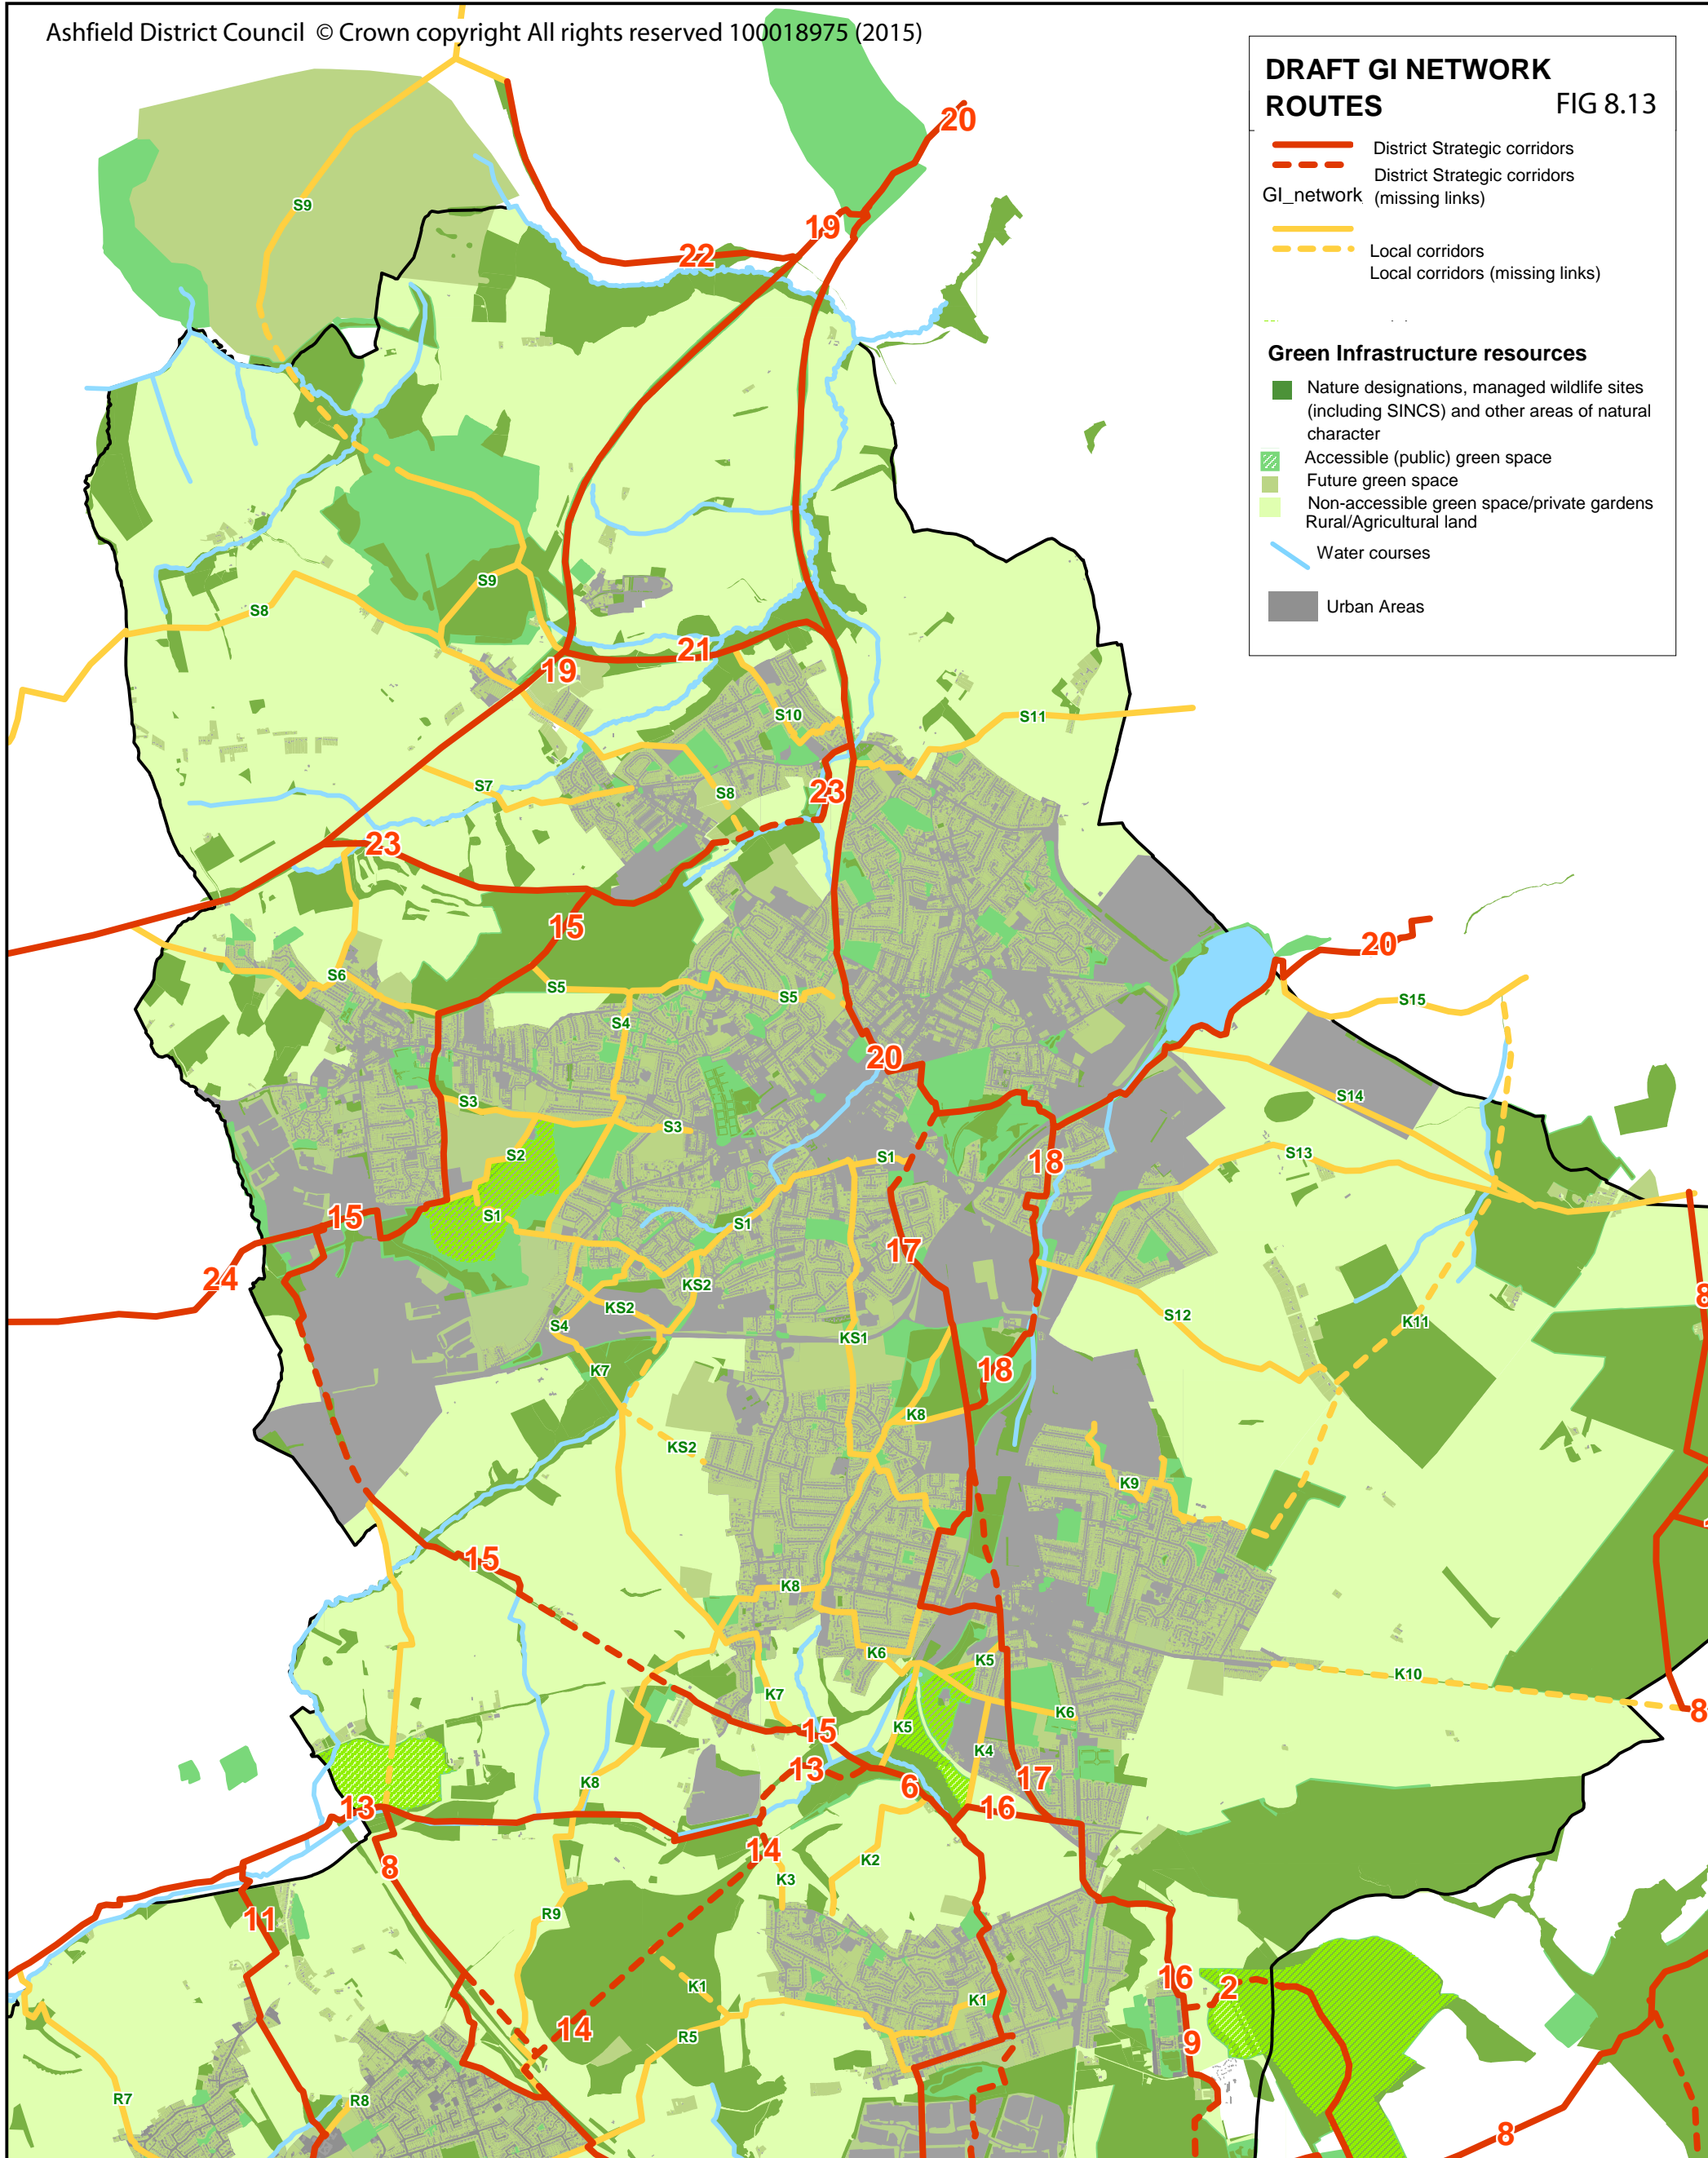 Ashfield District Council © Crown copyright All rights reserved 100018975 (2015)
DRAFT GI NETWORK
ROUTES FIG 8.13
District Strategic corridors
District Strategic corridors
GI_network (missing links)
Local corridors
Local corridors (missing links)
Green Infrastructure resources
Nature designations, managed wildlife sites
(including SINCS) and other areas of natural
character
Accessible (public) green space
Future green space
Non-accessible green space/private gardens
Rural/Agricultural land
Water courses
Urban Areas
20
S9
19
22
S9
S8
21
19
S10
S11
S7
S8
23
23
15
20
S6
S5
S5
S15
S4
20
S14
S3
S3
S2
S1
18
S13
S1
S1
15
17
24
KS2
8
KS2
S12
S4
KS1
K11
K7
18
K8
KS2
K9
15
K8
K6
K5
K10
K7
K5
K6
8
15
K4
13
6
17
K8
13
16
14
8
K2
K3
11
R9
16
2
K1
K1
14
R5
9
R7
R8
8